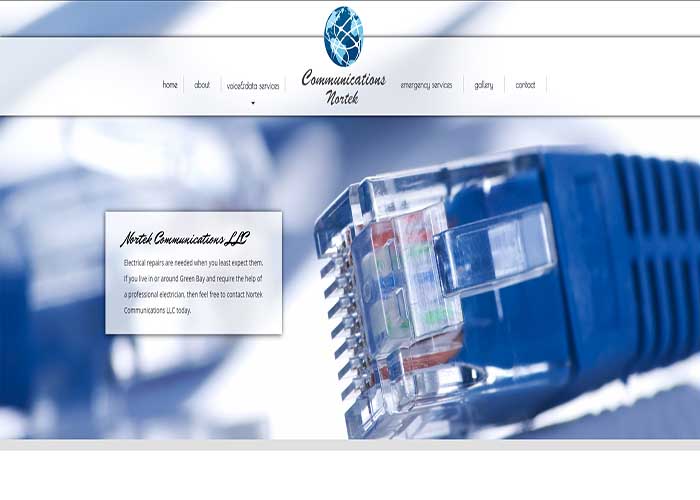 home
about
voice&data services
Communications
Nortek
emergency services
gallery
contact
Nortek Communications LLC
Electrical repairs are needed when you least expect them.
If you live in or around Green Bay and require the help of
a professional electrician, then feel free to contact Nortek
Communications LLC today.